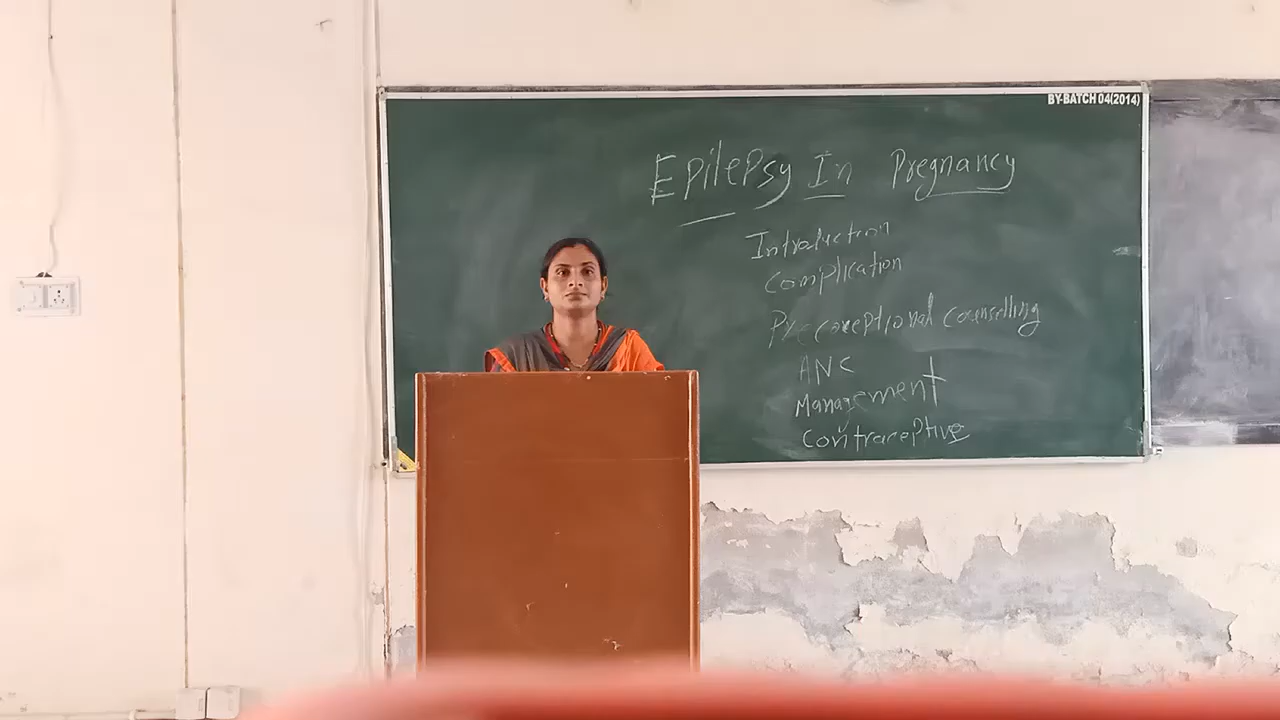 BY-BATCH 04(2014)
Epilepsy In Pregnancy
Introduction
Complication
Preconceptional counselling
ANC
Management
Contraceptive